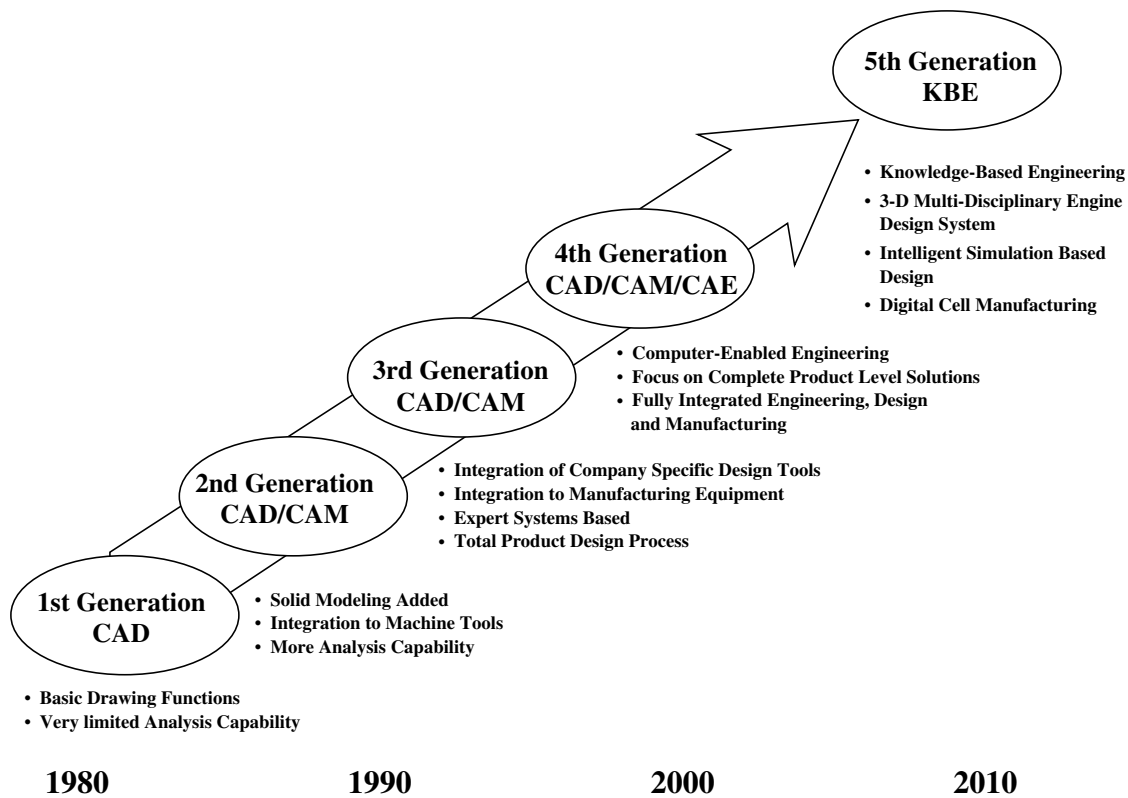 5th Generation
KBE
• Knowledge-Based Engineering
• 3-D Multi-Disciplinary Engine
Design System
• Intelligent Simulation Based
Design
• Digital Cell Manufacturing
4th Generation
CAD/CAM/CAE
• Computer-Enabled Engineering
• Focus on Complete Product Level Solutions
• Fully Integrated Engineering, Design
and Manufacturing
3rd Generation
CAD/CAM
• Integration of Company Specific Design Tools
• Integration to Manufacturing Equipment
• Expert Systems Based
• Total Product Design Process
2nd Generation
CAD/CAM
• Solid Modeling Added
• Integration to Machine Tools
• More Analysis Capability
1st Generation
CAD
• Basic Drawing Functions
• Very limited Analysis Capability
1980 1990 2000 2010